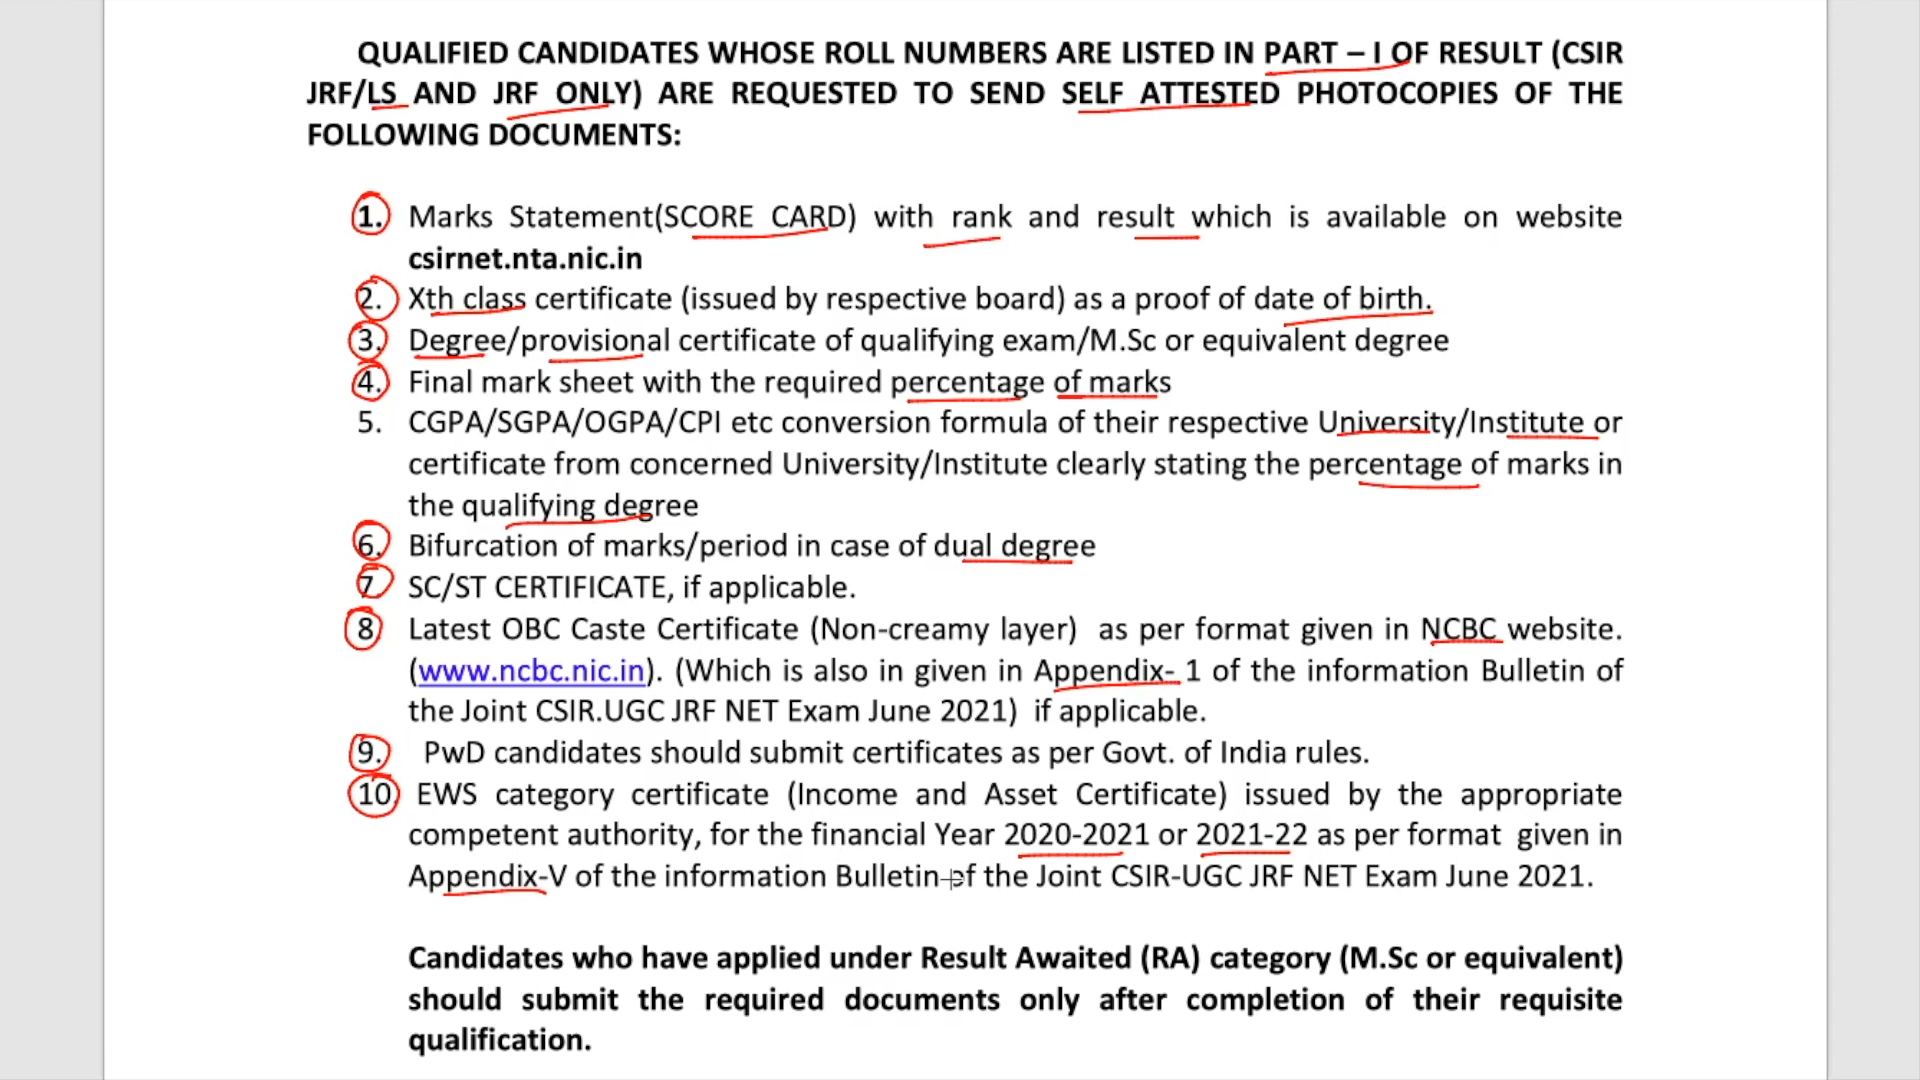 QUALIFIED CANDIDATES WHOSE ROLL NUMBERS ARE LISTED IN PART – I OF RESULT (CSIR
JRF/LS AND JRF ONLY) ARE REQUESTED TO SEND SELF ATTESTED PHOTOCOPIES OF THE
FOLLOWING DOCUMENTS:
1. Marks Statement(SCORE CARD) with rank and result which is available on website
csirnet.nta.nic.in
2. Xth class certificate (issued by respective board) as a proof of date of birth.
3. Degree/provisional certificate of qualifying exam/M.Sc or equivalent degree
4. Final mark sheet with the required percentage of marks
5. CGPA/SGPA/OGPA/CPI etc conversion formula of their respective University/Institute or
certificate from concerned University/Institute clearly stating the percentage of marks in
the qualifying degree
6. Bifurcation of marks/period in case of dual degree
7 SC/ST CERTIFICATE, if applicable.
8 Latest OBC Caste Certificate (Non-creamy layer) as per format given in NCBC website.
(www.ncbc.nic.in). (Which is also in given in Appendix- 1 of the information Bulletin of
the Joint CSIR.UGC JRF NET Exam June 2021) if applicable.
9. PwD candidates should submit certificates as per Govt. of India rules.
10 EWS category certificate (Income and Asset Certificate) issued by the appropriate
competent authority, for the financial Year 2020-2021 or 2021-22 as per format given in
Appendix-V of the information Bulletin of the Joint CSIR-UGC JRF NET Exam June 2021.
Candidates who have applied under Result Awaited (RA) category (M.Sc or equivalent)
should submit the required documents only after completion of their requisite
qualification.